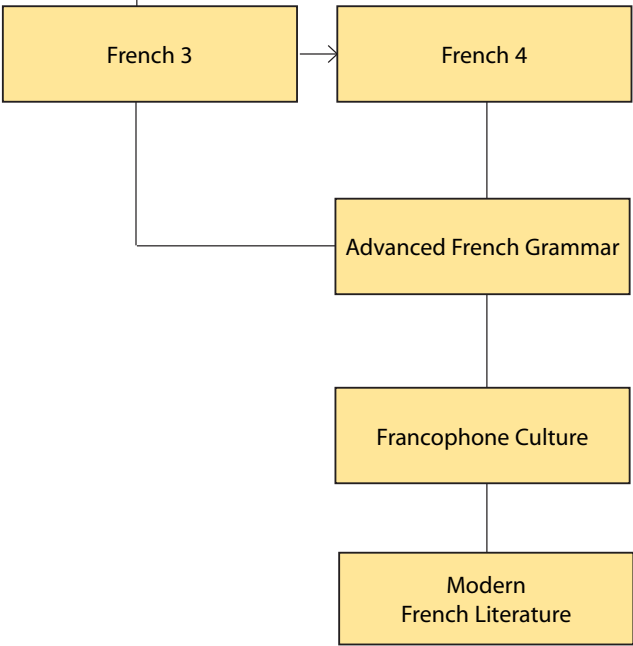 French 3
French 4
Advanced French Grammar
Francophone Culture
Modern
French Literature